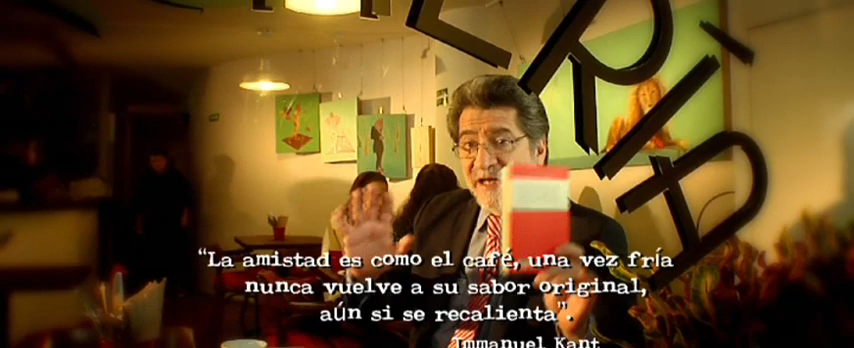 “La amistad es como el café, una vez fría
nunca vuelve a su sabor original,
aún si se recalienta”.
Immanuel Kant